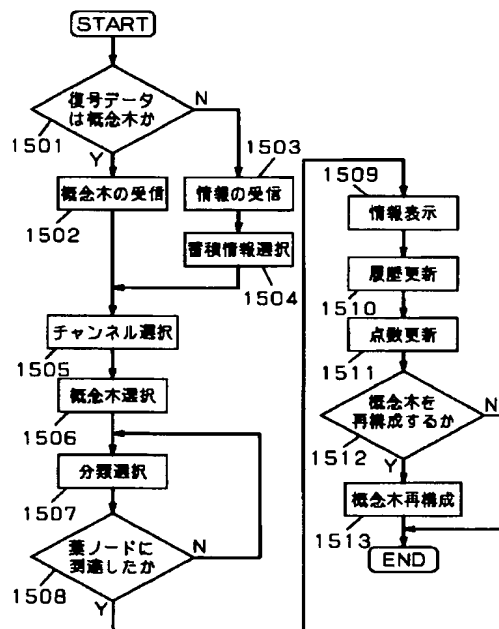 START
復号データ
は概念木か
1501
N
Y
概念木の受信
1502
1503
情報の受信
蓄積情報選択
1504
チャンネル選択
1505
概念木選択
1506
分類選択
1507
葉ノードに
到達したか
1508
N
Y
1509
情報表示
履歴更新
1510
点数更新
1511
概念木を
再構成するか
1512
N
Y
概念木再構成
1513
END